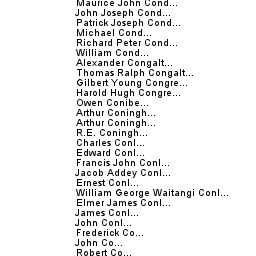 Maurice John Cond...
John Joseph Cond...
Patrick Joseph Cond...
Michael Cond...
Richard Peter Cond...
William Cond...
Alexander Congalt...
Thomas Ralph Congalt...
Gilbert Young Congre...
Harold Hugh Congre...
Owen Conibe...
Arthur Coningh...
Arthur Coningh...
R.E. Coningh...
Charles Conl...
Edward Conl...
Francis John Conl...
Jacob Addey Conl...
Ernest Conl...
William George Waitangi Conl...
Elmer James Conl...
James Conl...
John Conl...
Frederick Co...
John Co...
Robert Co...